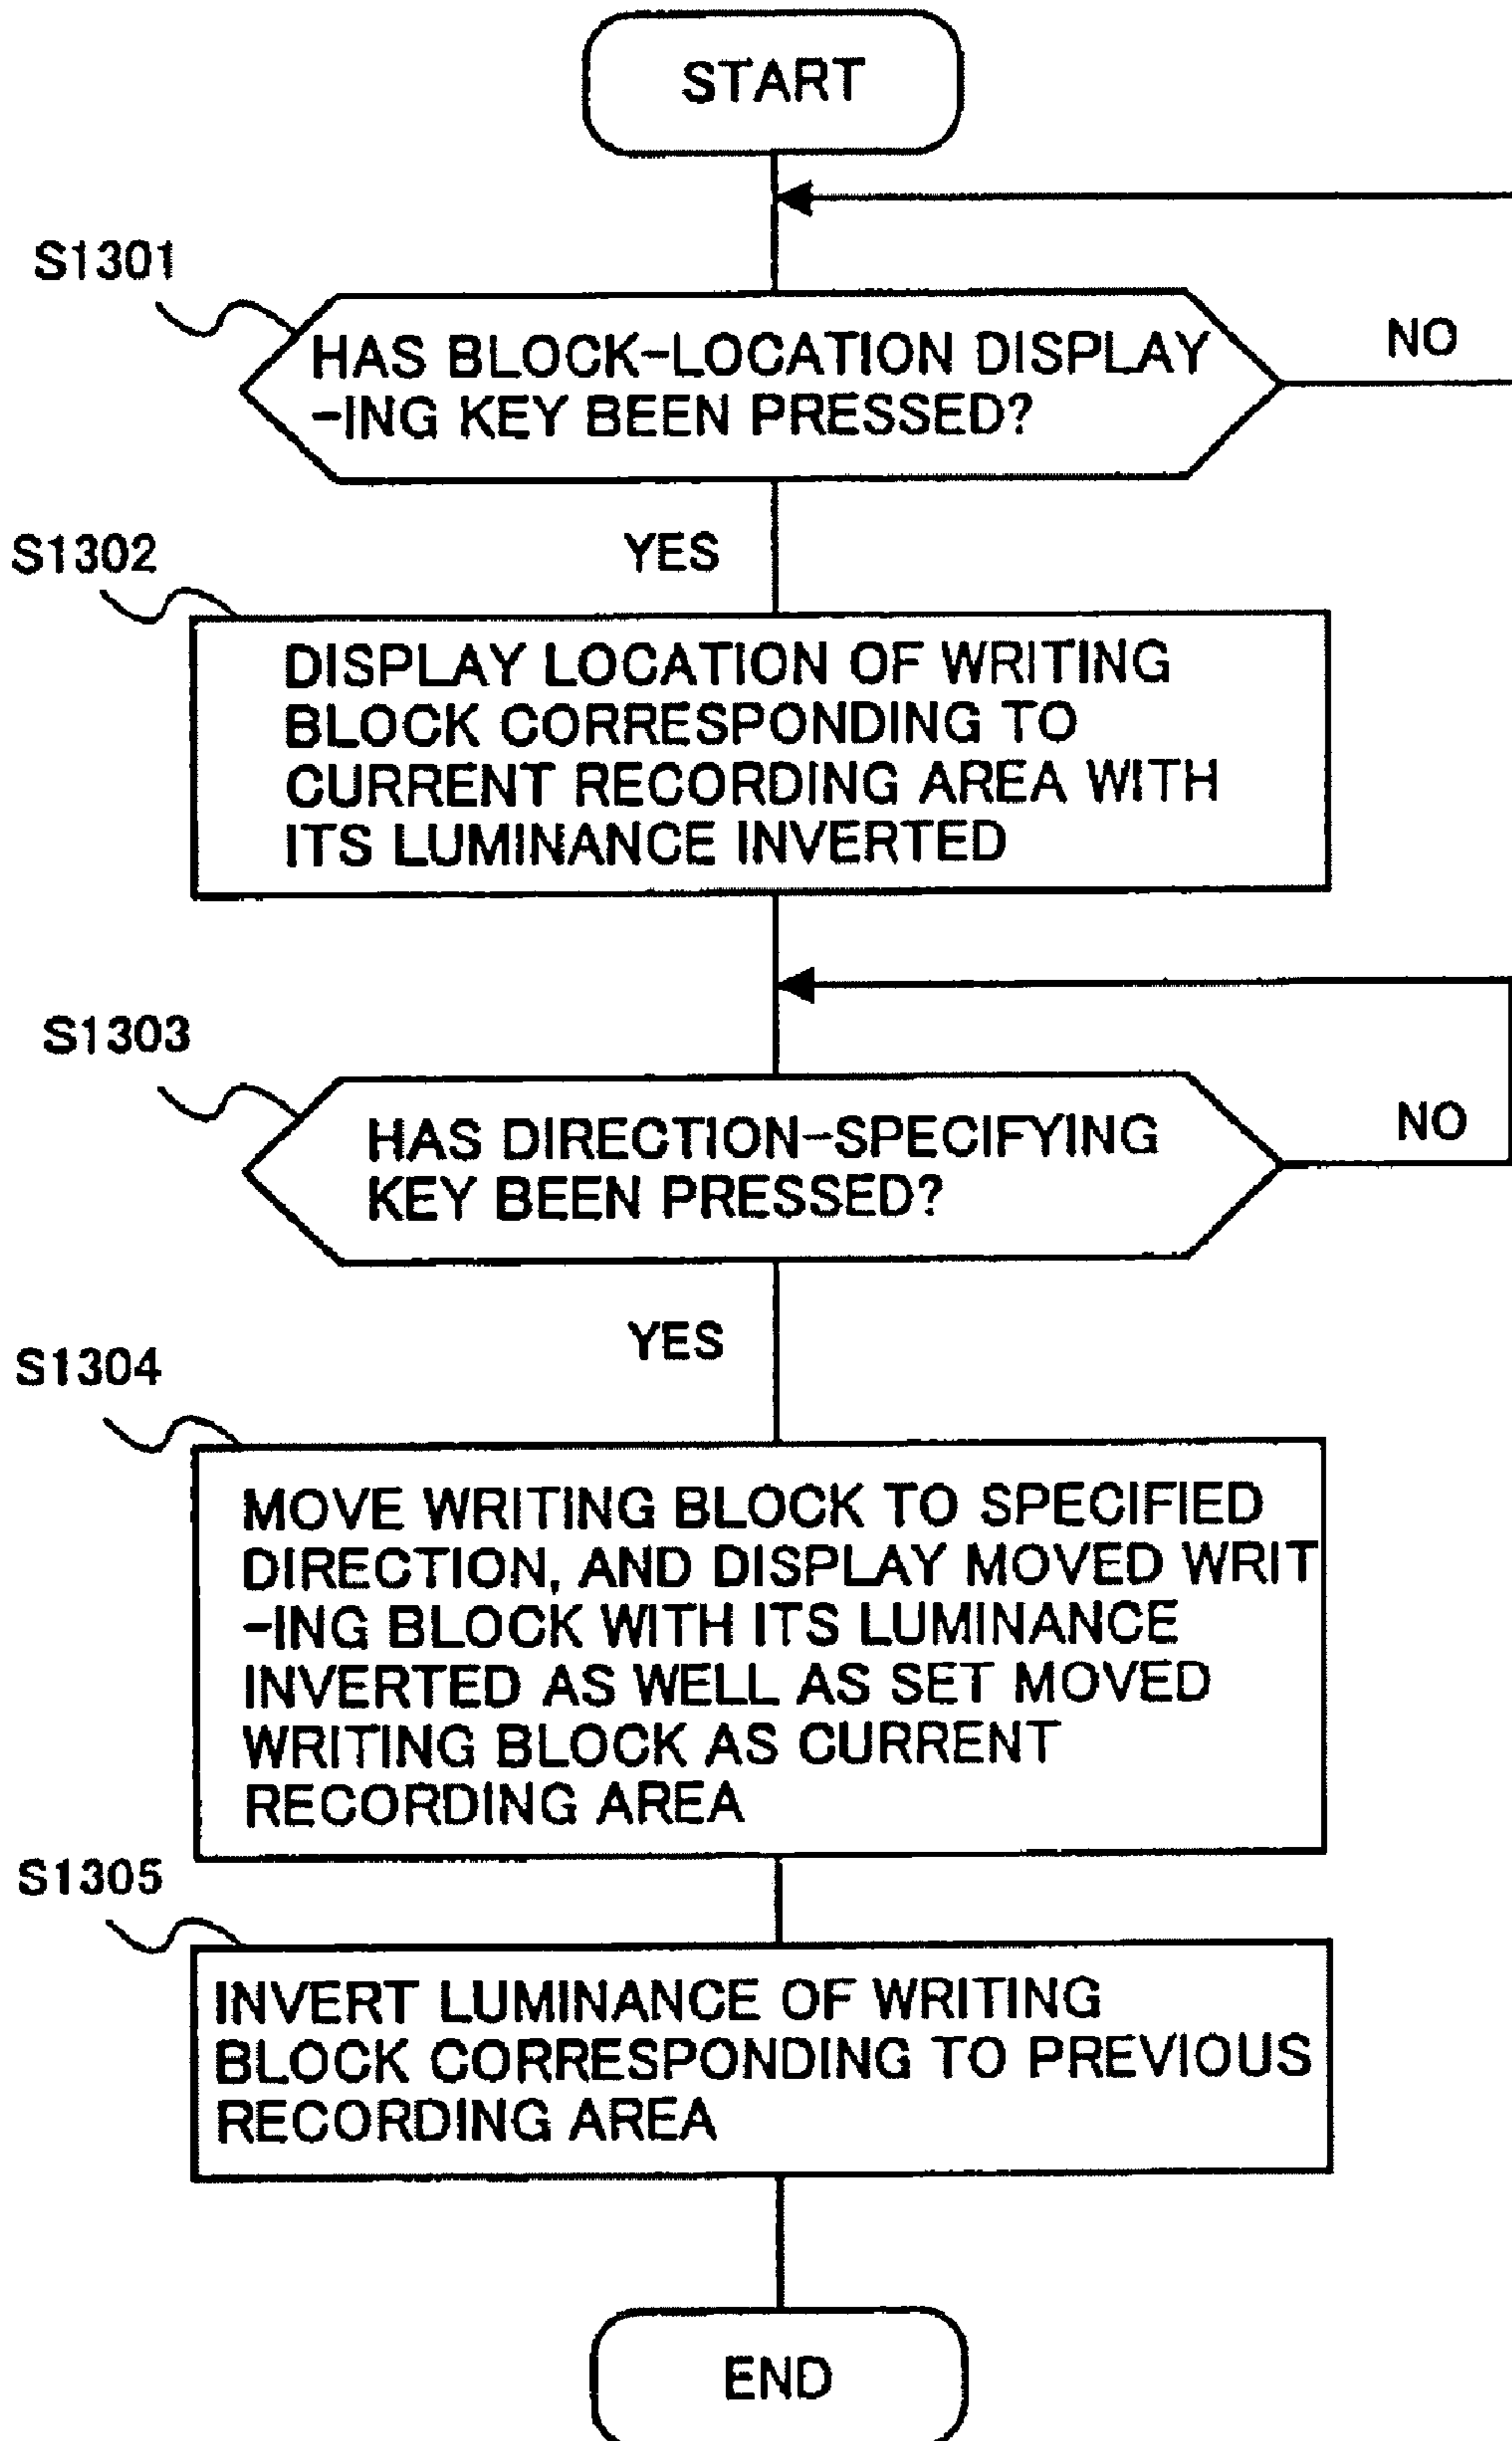 START
S1301
HAS BLOCK-LOCATION DISPLAY
-ING KEY BEEN PRESSED?
NO
YES
S1302
DISPLAY LOCATION OF WRITING
BLOCK CORRESPONDING TO
CURRENT RECORDING AREA WITH
ITS LUMINANCE INVERTED
S1303
HAS DIRECTION-SPECIFYING
KEY BEEN PRESSED?
NO
YES
S1304
MOVE WRITING BLOCK TO SPECIFIED
DIRECTION, AND DISPLAY MOVED WRIT
-ING BLOCK WITH ITS LUMINANCE
INVERTED AS WELL AS SET MOVED
WRITING BLOCK AS CURRENT
RECORDING AREA
S1305
INVERT LUMINANCE OF WRITING
BLOCK CORRESPONDING TO PREVIOUS
RECORDING AREA
END